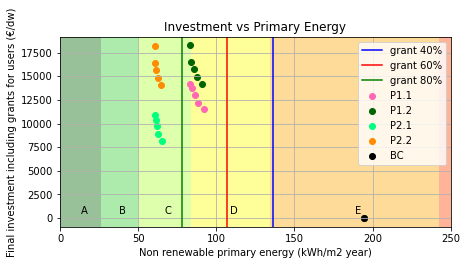 Investment vs Primary Energy
Final investment including grants for users (€/dw)
17500
15000
12500
10000
7500
5000
2500
0
grant 40%
grant 60%
grant 80%
P1.1
P1.2
P2.1
P2.2
BC
A B C D E
0 50 100 150 200 250
Non renewable primary energy (kWh/m2 year)